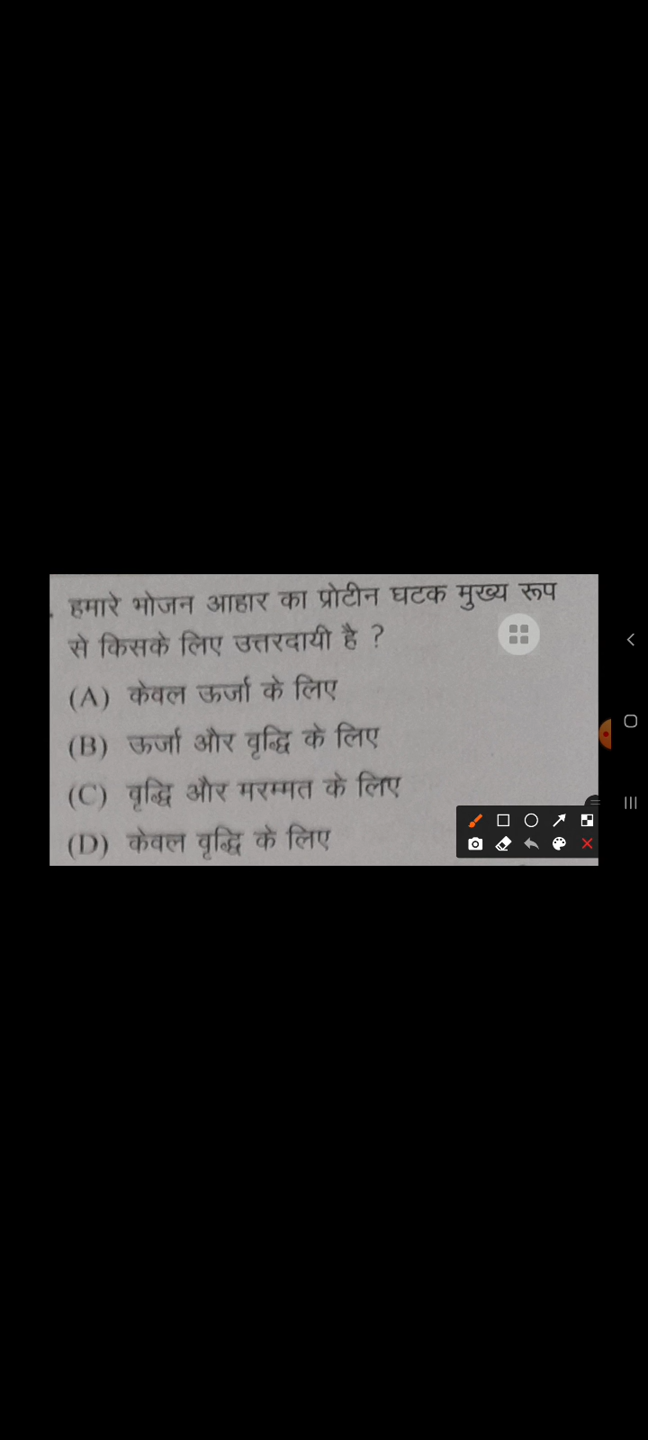 हमारे भोजन आहार का प्रोटीन घटक मुख्य रूप
से किसके लिए उत्तरदायी है ?
(A) केवल ऊर्जा के लिए
(B) ऊर्जा और वृद्धि के लिए
(C) वृद्धि और मरम्मत के लिए
(D) केवल वृद्धि के लिए